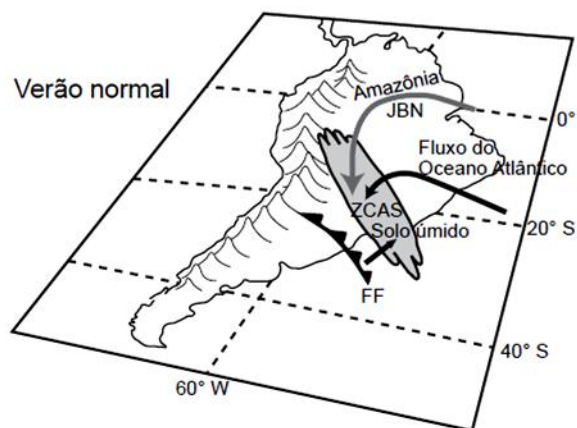 Verão normal
Amazônia
JBN
0°
Fluxo do
Oceano Atlântico
ZCAS
Solo úmido
20° S
FF
40° S
60° W